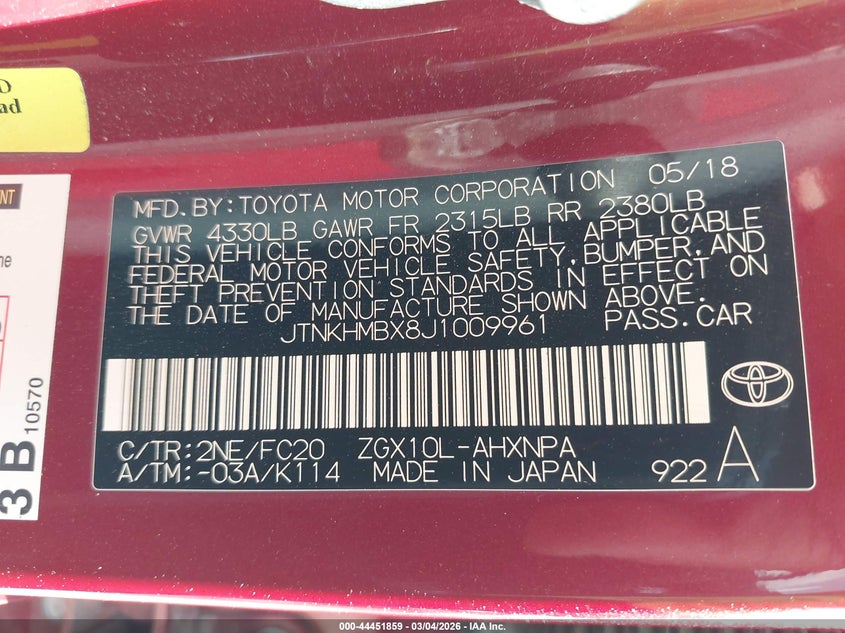 MFD.BY:TOYOTA MOTOR CORPORATION 05/18
GVWR 4330LB GAWR FR 2315LB RR 2380LB
THIS VEHICLE CONFORMS TO ALL APPLICABLE
FEDERAL MOTOR VEHICLE SAFETY,BUMPER,AND
THEFT PREVENTION STANDARDS IN EFFECT ON
THE DATE OF MANUFACTURE SHOWN ABOVE.
JTNKHMBX8J1009961 PASS.CAR
C/TR:2NE/FC20 ZGX10L-AHXNPA
A/TM:-03A/K114 MADE IN JAPAN 922 A
3 B 10570
000-44451859 - 03/04/2026 - IAA Inc.